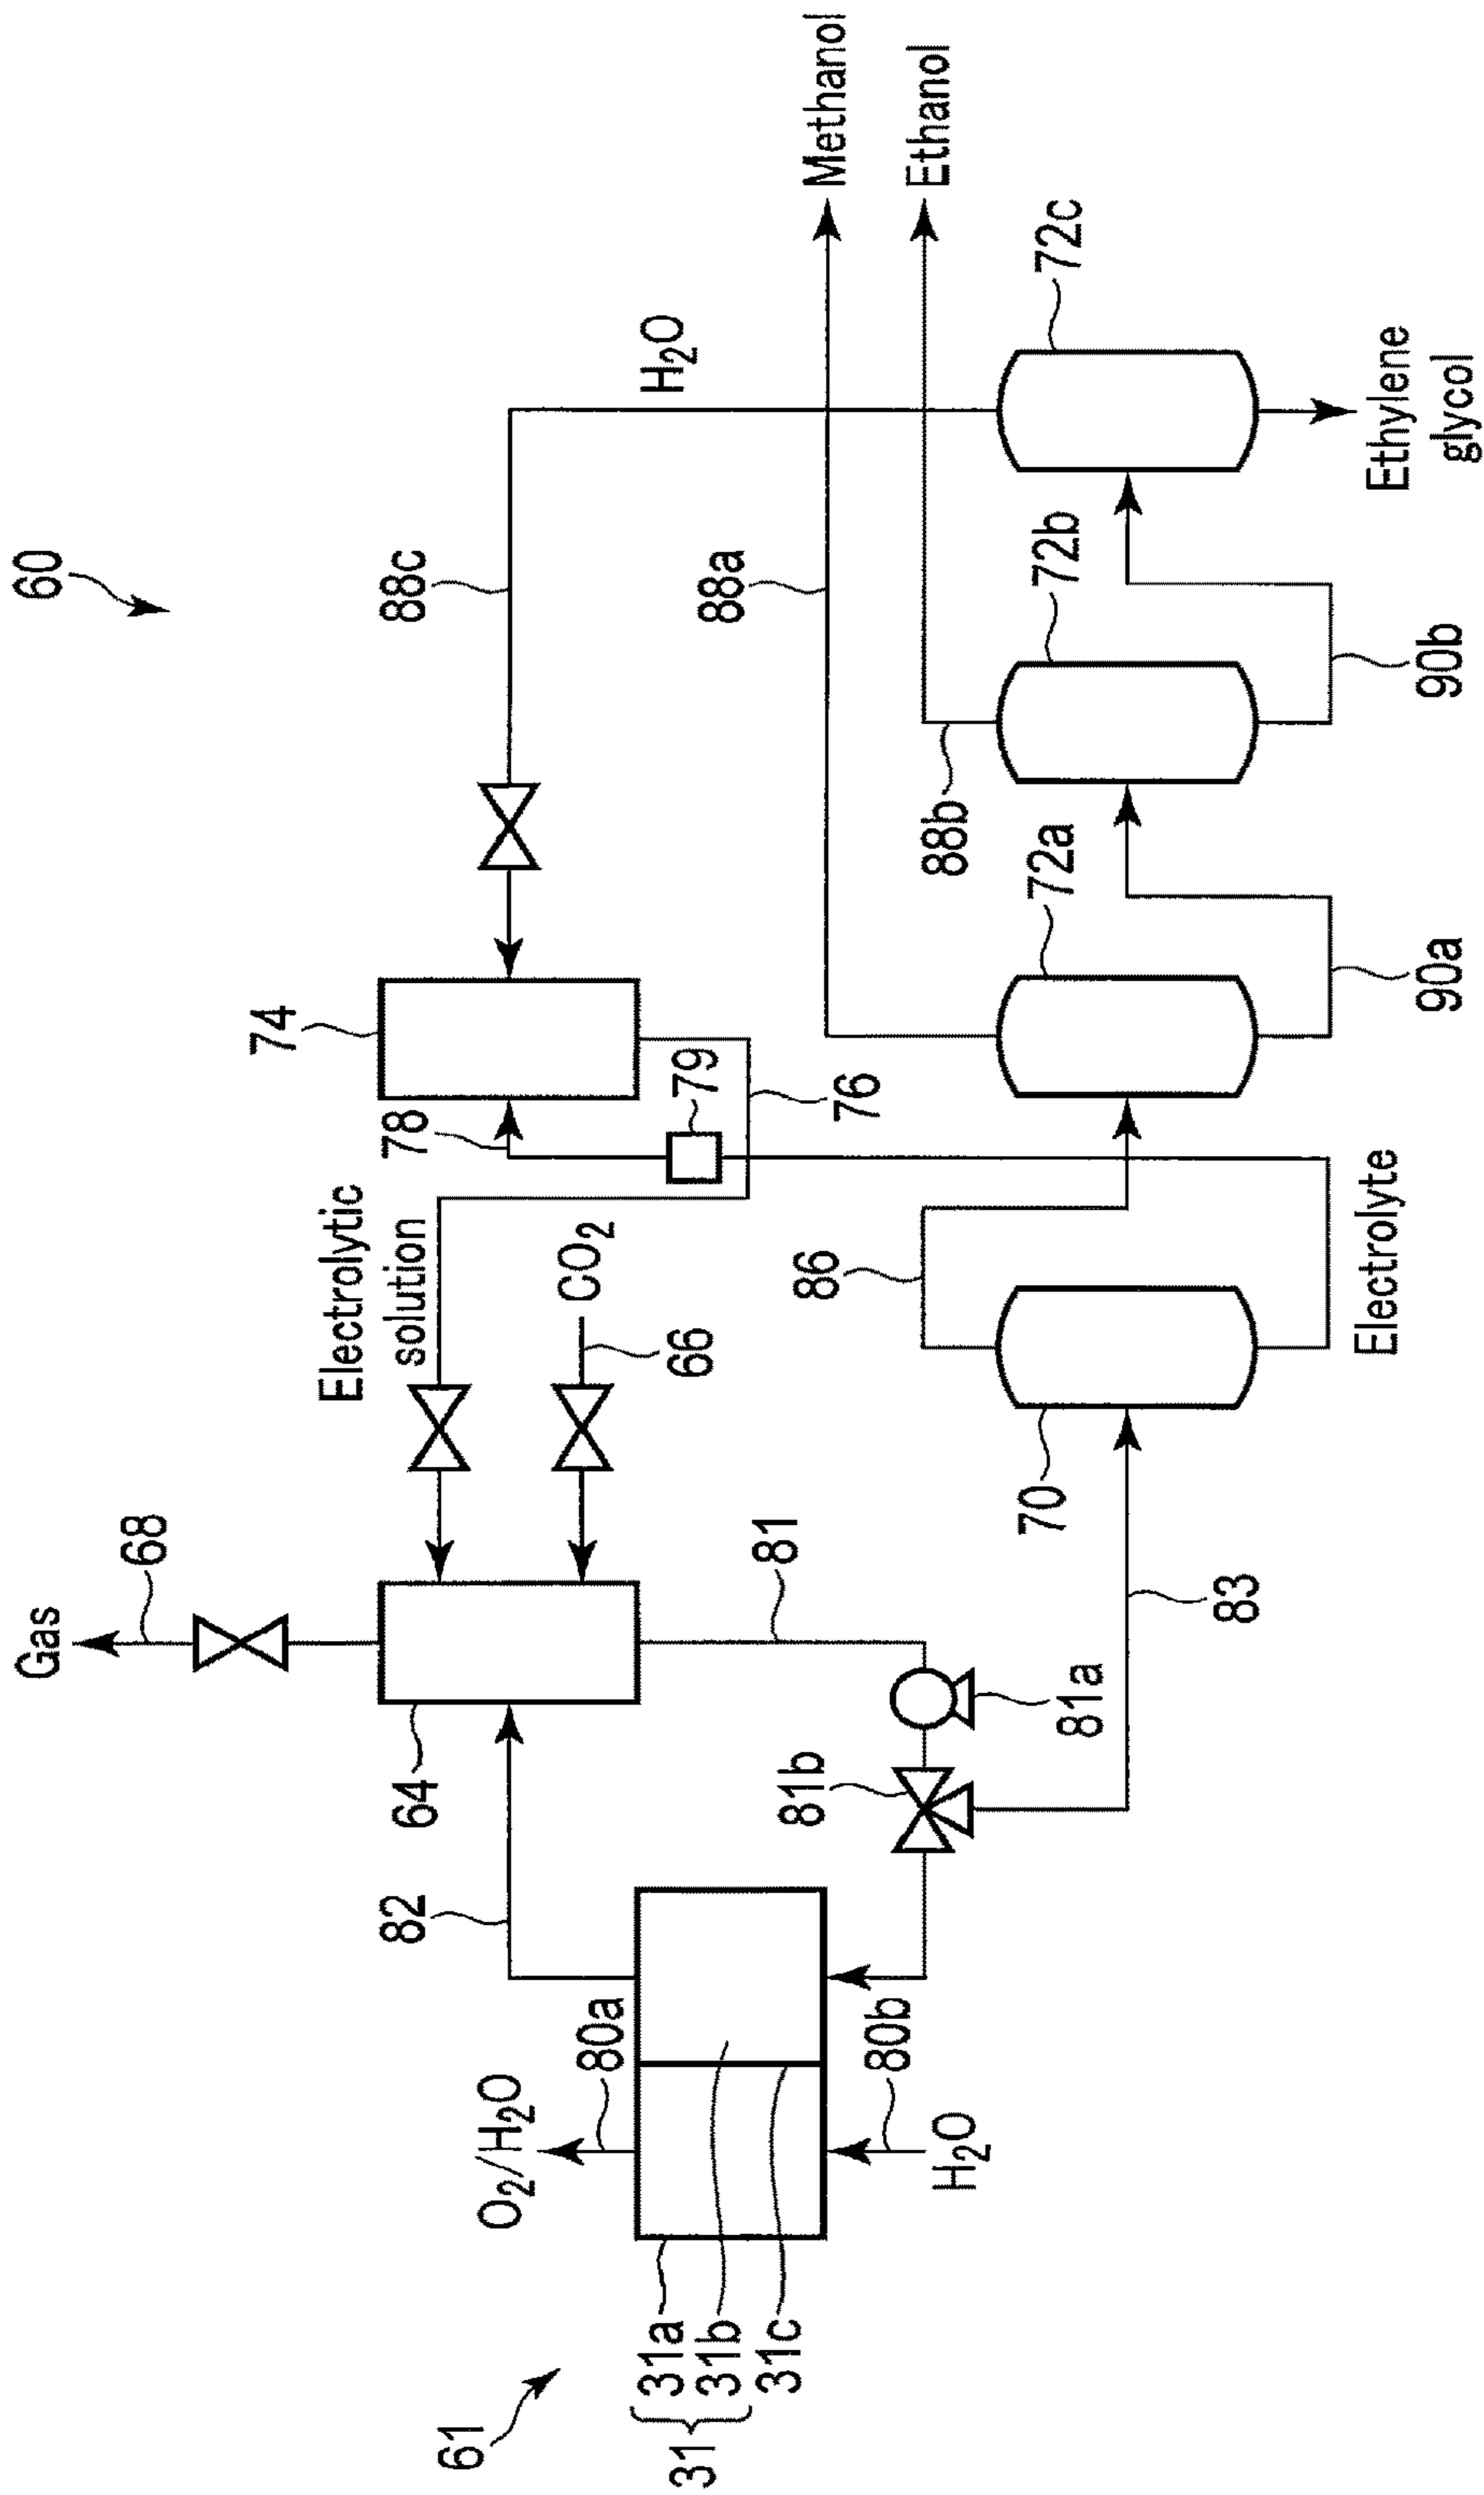 60
Gas
68
Electrolytic
solution
78
74
88c
H2O
CO2
66
79
76
88a
Methanol
Ethanol
82
64
81
86
88b
61
O2/H2O
80a
81b
81a
70
72a
72b
72c
31
31a
31b
31c
80b
H2O
83
Electrolyte
90a
90b
Ethylene
glycol